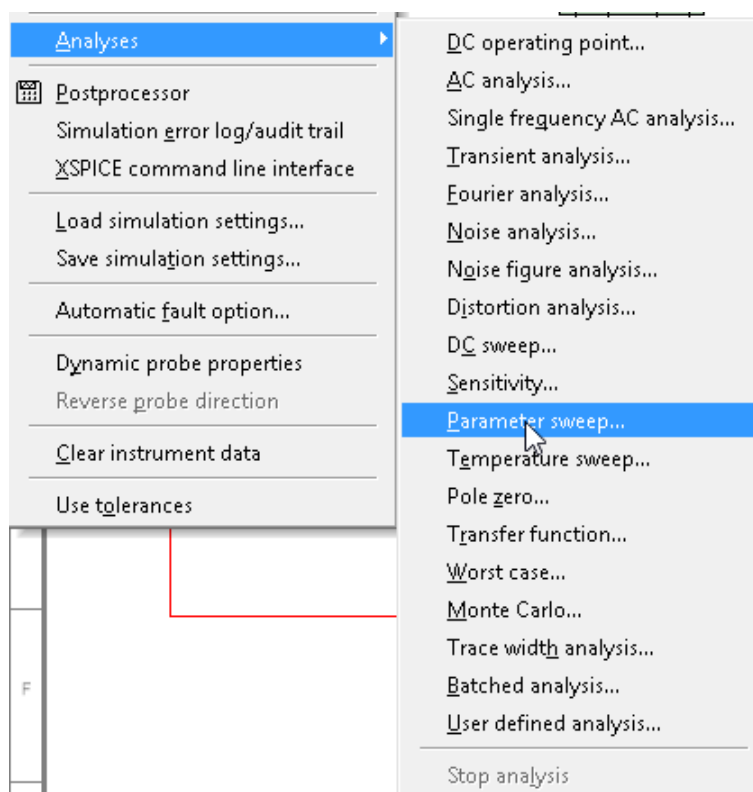 Analyses
Postprocessor
Simulation error log/audit trail
XSPICE command line interface
Load simulation settings...
Save simulation settings...
Automatic fault option...
Dynamic probe properties
Reverse probe direction
Clear instrument data
Use tolerances
F
DC operating point...
AC analysis...
Single frequency AC analysis...
Transient analysis...
Fourier analysis...
Noise analysis...
Noise figure analysis...
Distortion analysis...
DC sweep...
Sensitivity...
Parameter sweep...
Temperature sweep...
Pole zero...
Transfer function...
Worst case...
Monte Carlo...
Trace width analysis...
Batched analysis...
User defined analysis...
Stop analysis